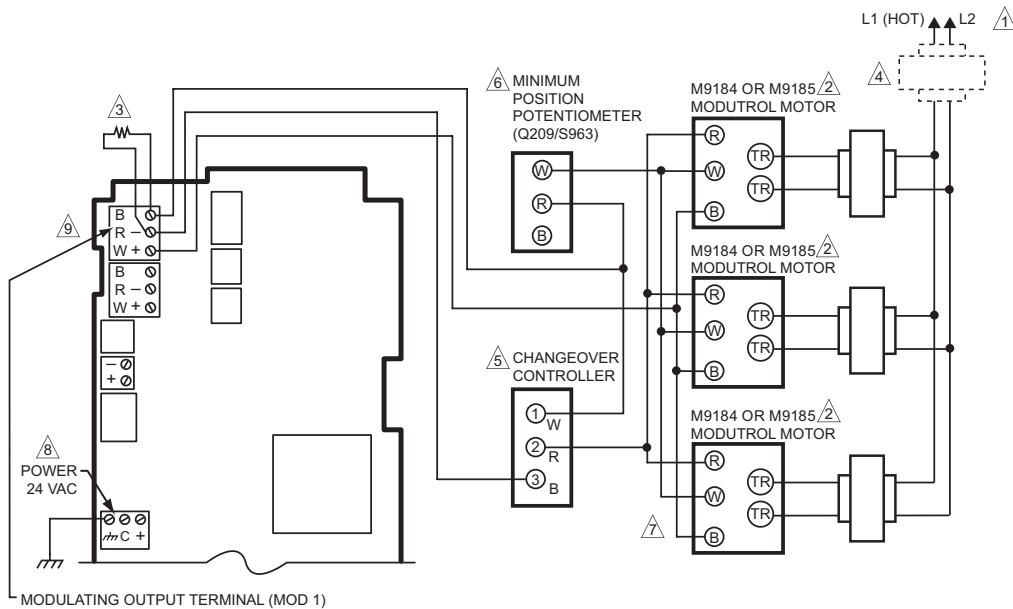 L1 (HOT) L2 1
4
6 MINIMUM
POSITION
POTENTIOMETER
(Q209/S963)
W
R
B
M9184 OR M9185 2
MODUTROL MOTOR
R
W
B
TR
TR
3
9
B
R –
W +
B
R –
W +
–
+
M9184 OR M9185 2
MODUTROL MOTOR
R
W
B
TR
TR
5 CHANGEOVER
CONTROLLER
1 W
2 R
3 B
M9184 OR M9185 2
MODUTROL MOTOR
R
W
B
TR
TR
7
8
POWER
24 VAC
C +
MODULATING OUTPUT TERMINAL (MOD 1)